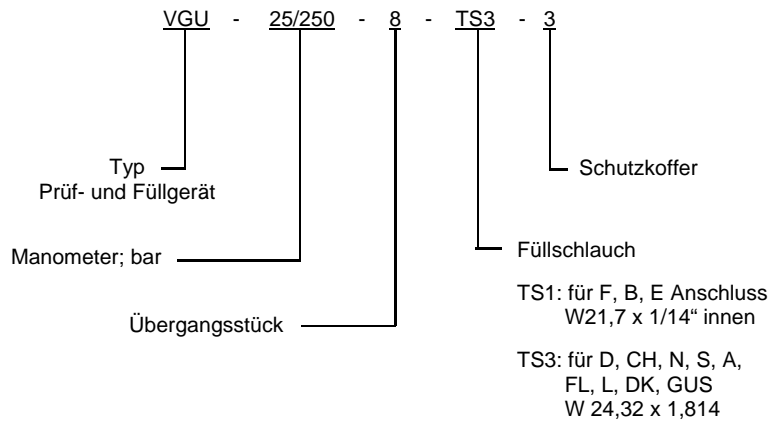 VGU - 25/250 - 8 - TS3 - 3
Typ
Prüf- und Füllgerät
Schutzkoffer
Manometer; bar
Füllschlauch
TS1: für F, B, E Anschluss
W21,7 x 1/14“ innen
Übergangsstück
TS3: für D, CH, N, S, A,
FL, L, DK, GUS
W 24,32 x 1,814